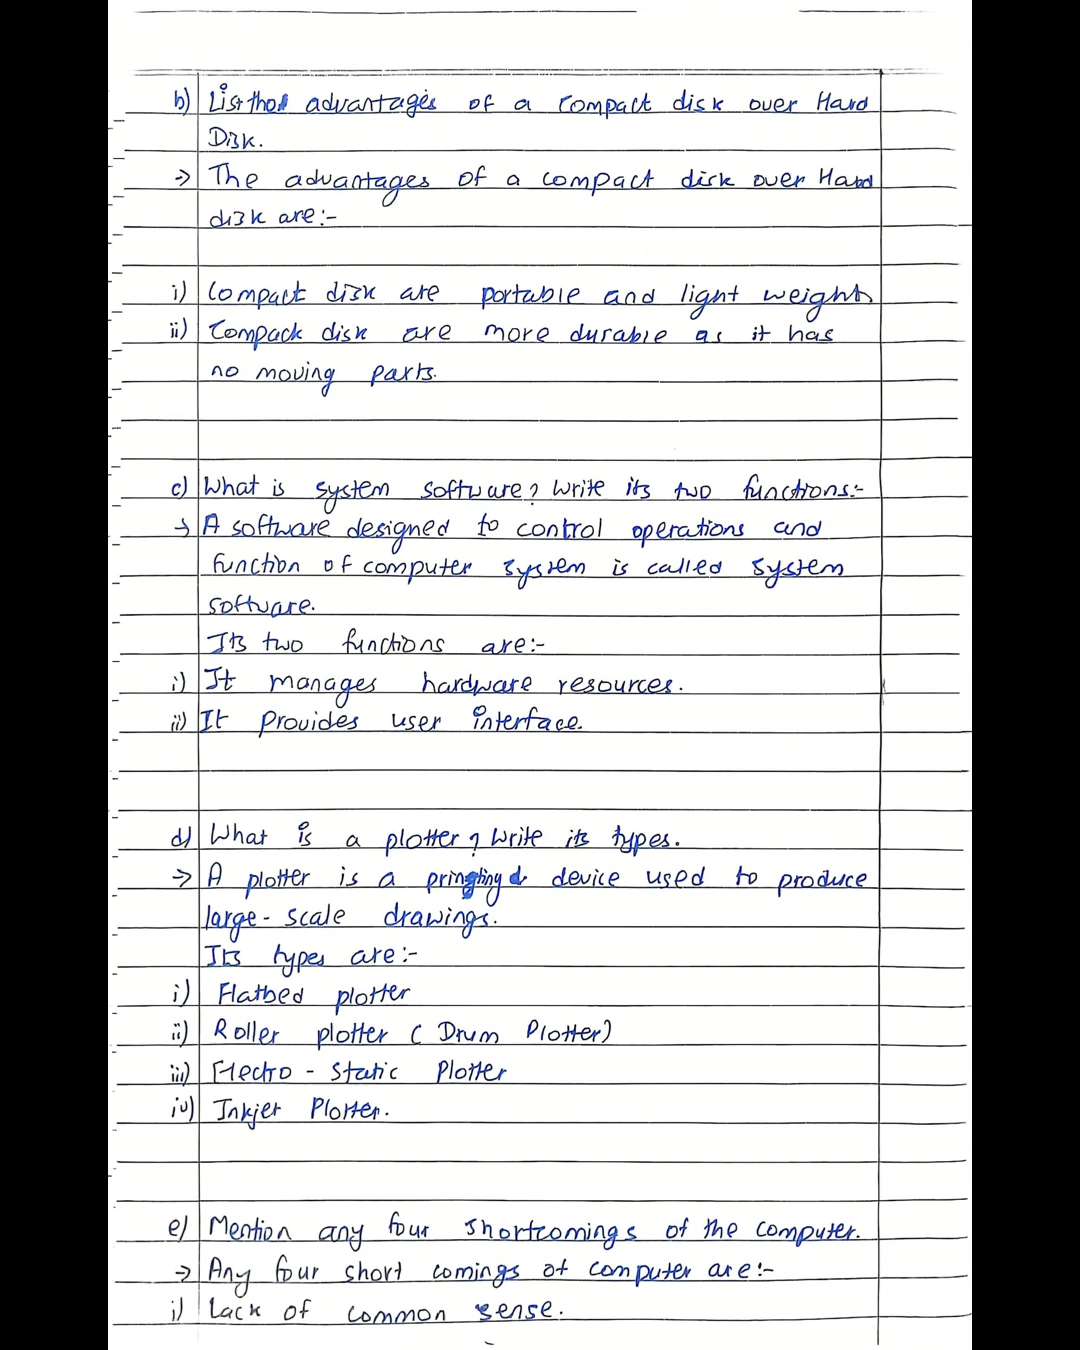 b) List the advantages of a compact disk over Hard
Disk.
→ The advantages of a compact disk over Hard
disk are:-
i) Compact disk are portable and light weight
ii) Compack disk are more durable as it has
no moving parts.
c) What is system software? Write its two functions:-
→ A software designed to control operations and
function of computer system is called system
software.
Its two functions are:-
i) It manages hardware resources.
ii) It provides user interface.
d) What is a plotter? Write its types.
→ A plotter is a device used to produce
large-scale drawings.
Its types are:-
i) Flatbed plotter
ii) Roller plotter (Drum Plotter)
iii) Electro-static Plotter
iv) Inkjet Plotter.
e) Mention any four shortcomings of the computer.
→ Any four short comings of computer are:-
i) Lack of common sense.